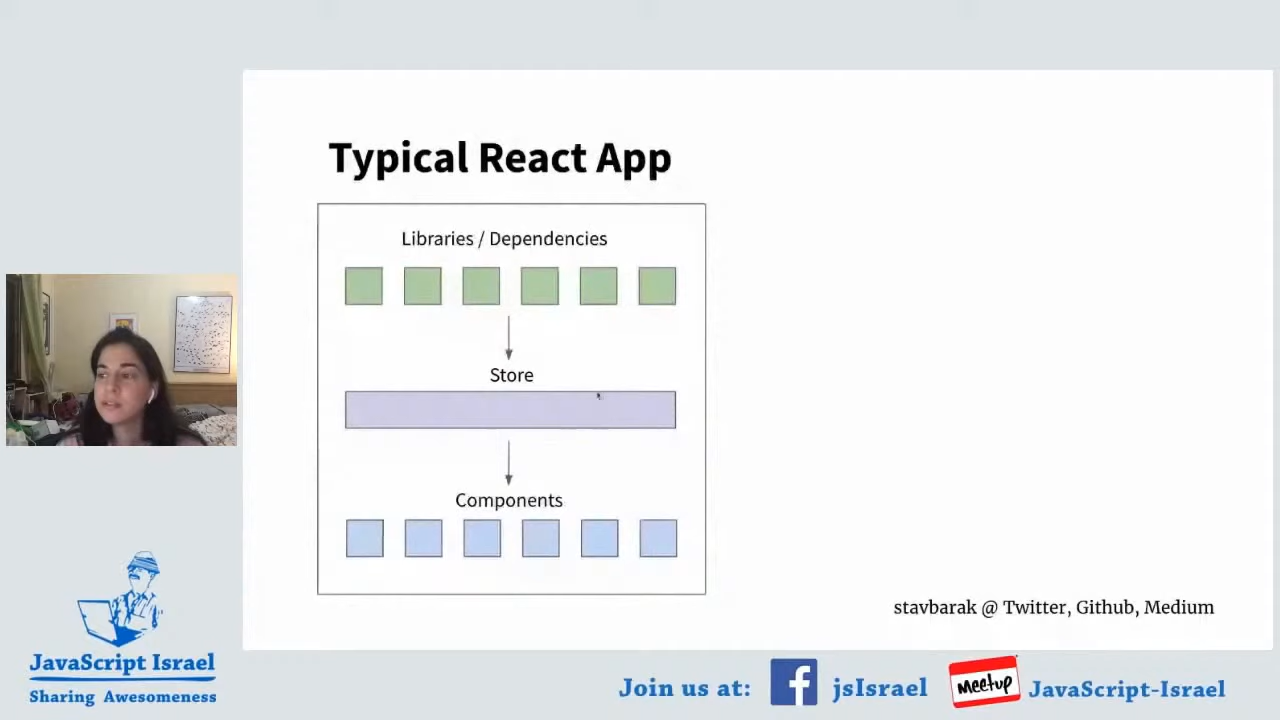 Typical React App
Libraries / Dependencies
Store
Components
stavbarak @ Twitter, Github, Medium
JavaScript Israel
Sharing Awesomeness
Join us at:
f
jsIsrael
Meetup
JavaScript-Israel